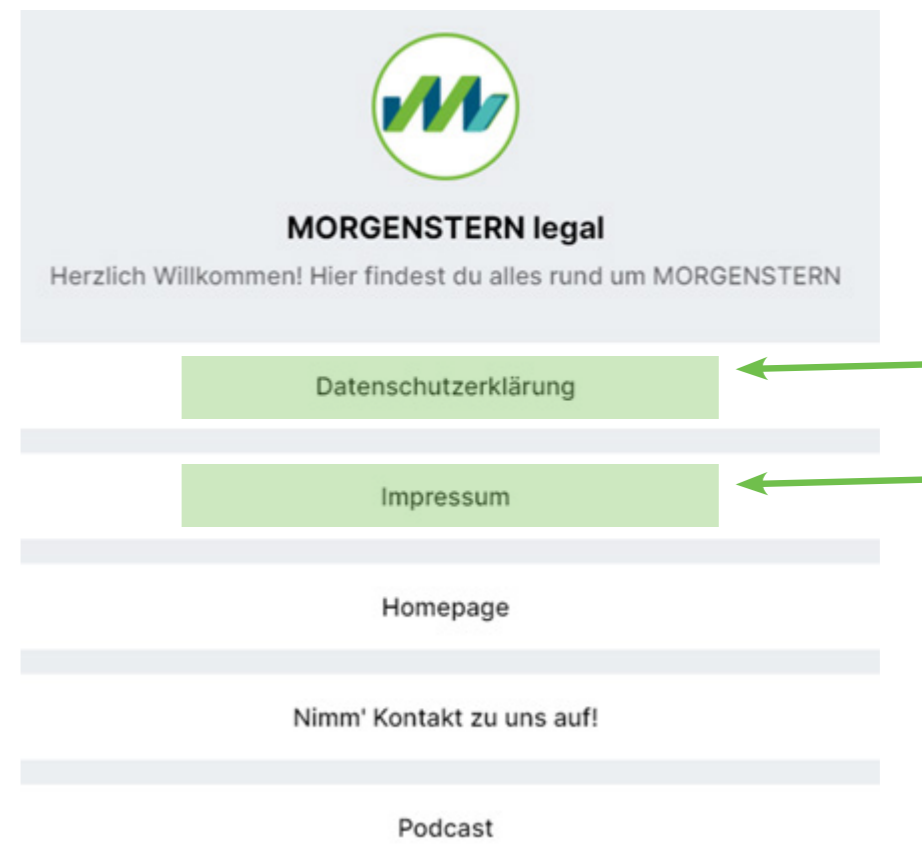 MORGENSTERN legal
Herzlich Willkommen! Hier findest du alles rund um MORGENSTERN
Datenschutzerklärung
Impressum
Homepage
Nimm' Kontakt zu uns auf!
Podcast